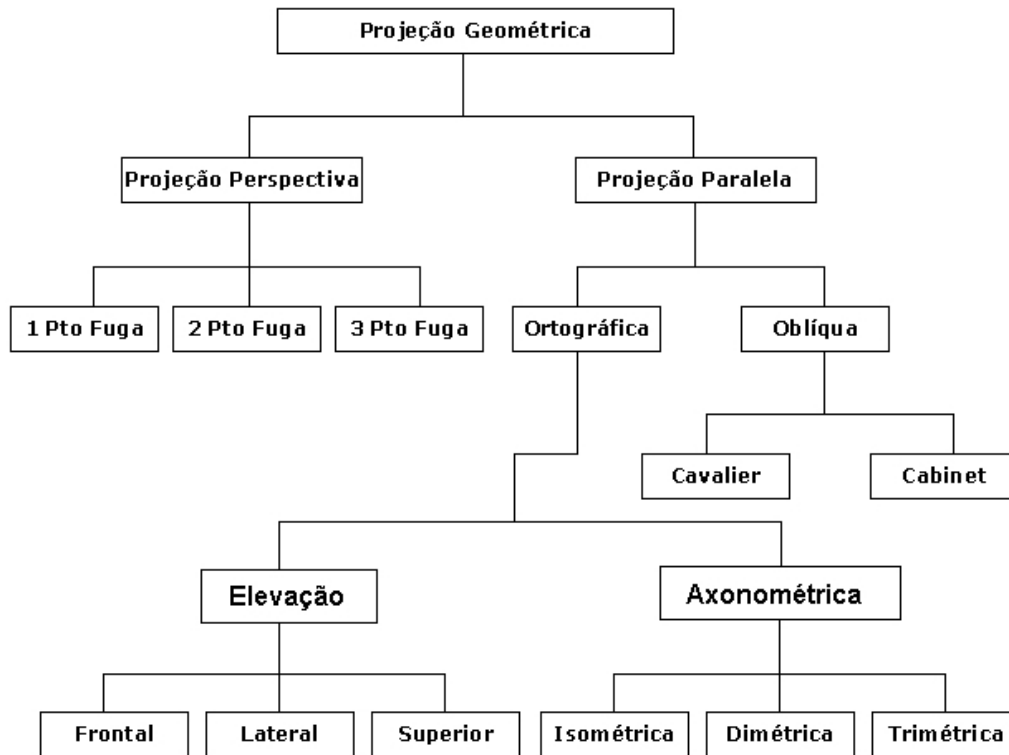 Projeção Geométrica
Projeção Perspectiva
Projeção Paralela
1 Pto Fuga
2 Pto Fuga
3 Pto Fuga
Ortográfica
Oblíqua
Cavalier
Cabinet
Elevação
Axonométrica
Frontal
Lateral
Superior
Isométrica
Dimétrica
Trimétrica